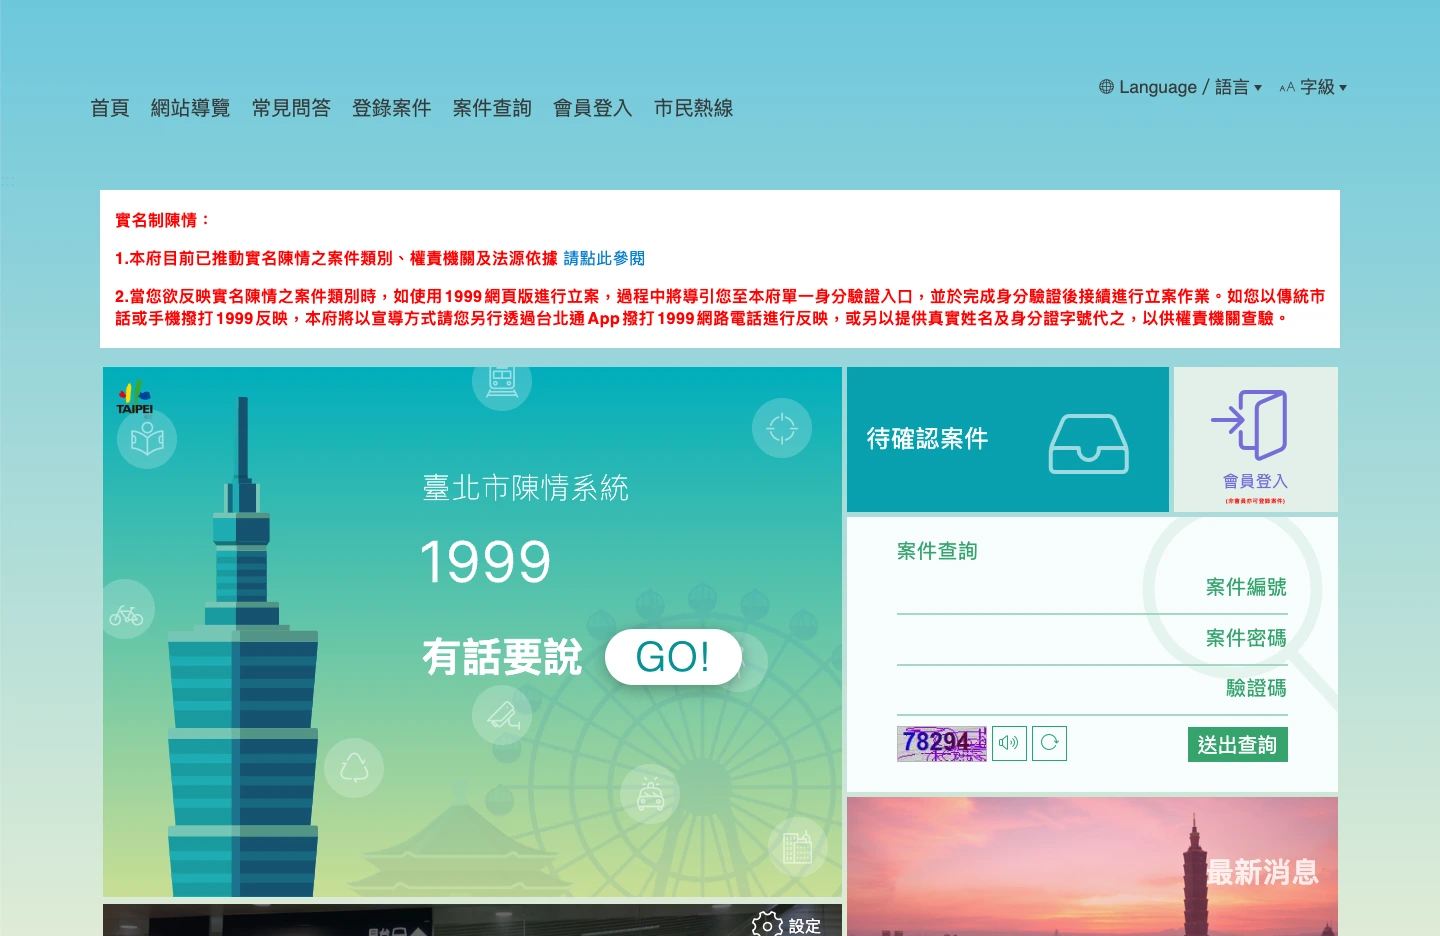 首頁 網站導覽 常見問答 登錄案件 案件查詢 會員登入 市民熱線
Language / 語言 AA 字級
:::
實名制陳情：
1.本府目前已推動實名陳情之案件類別、權責機關及法源依據 請點此參閱
2.當您欲反映實名陳情之案件類別時，如使用1999網頁版進行立案，過程中將導引您至本府單一身分驗證入口，並於完成身分驗證後接續進行立案作業。如您以傳統市
話或手機撥打1999反映，本府將以宣導方式請您另行透過台北通App撥打1999網路電話進行反映，或另以提供真實姓名及身分證字號代之，以供權責機關查驗。
TAIPEI
臺北市陳情系統
1999
有話要說 GO!
待確認案件
會員登入
(非會員亦可登錄案件)
案件查詢
案件編號
案件密碼
驗證碼
78294
送出查詢
最新消息
設定